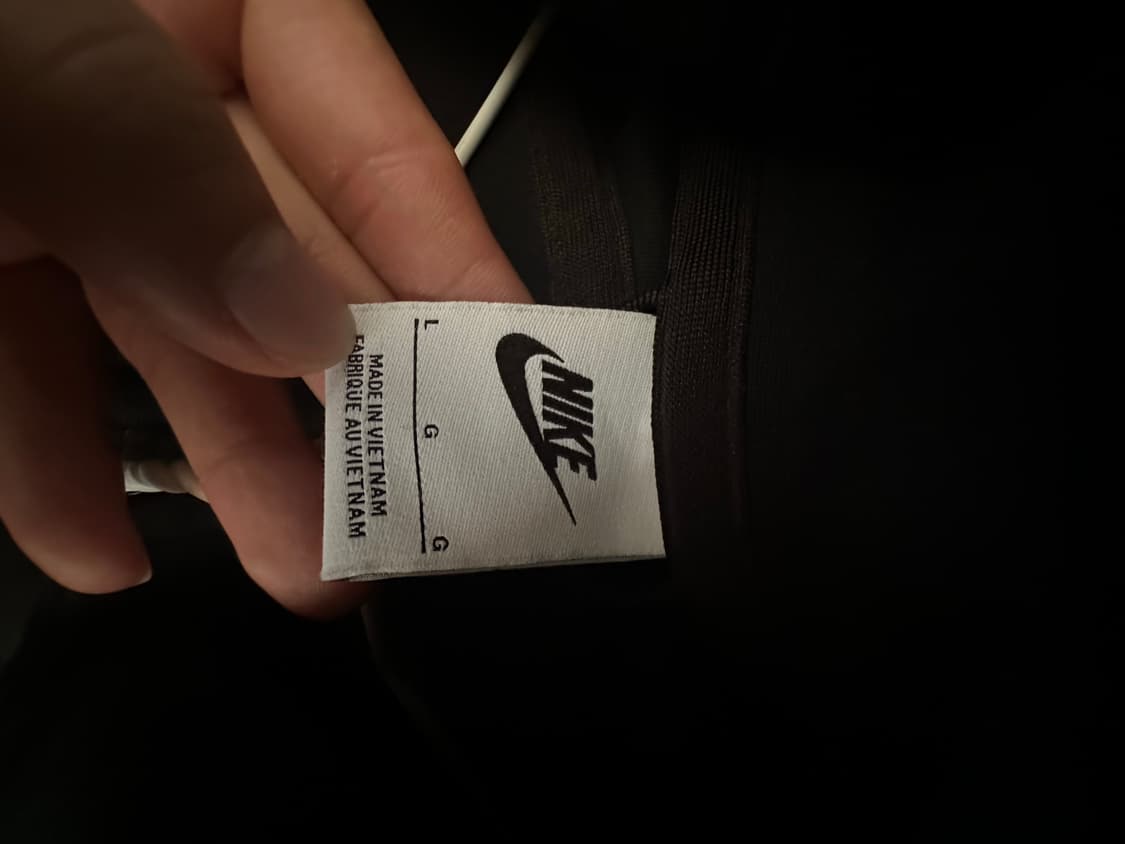 NIKE
L G G
MADE IN VIETNAM
FABRIQUE AU VIETNAM